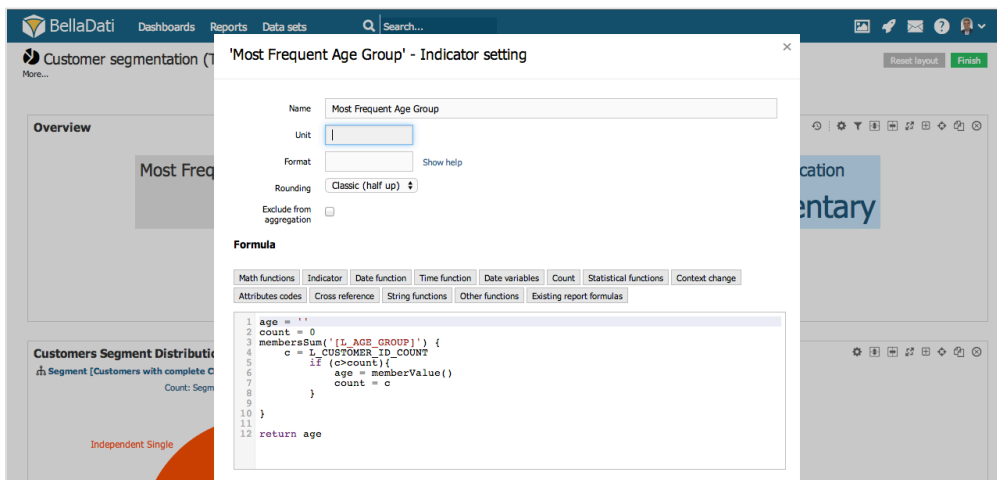 BellaDati Dashboards Reports Data sets Search...
Customer segmentation (T
More...
Reset layout Finish
'Most Frequent Age Group' - Indicator setting
×
Overview
Most Freq
cation
entary
Name Most Frequent Age Group
Unit
Format Show help
Rounding Classic (half up)
Exclude from
aggregation
Formula
Math functions Indicator Date function Time function Date variables Count Statistical functions Context change
Attributes codes Cross reference String functions Other functions Existing report formulas
1 age = ''
2 count = 0
3 membersSum('[L_AGE_GROUP]') {
4 c = L_CUSTOMER_ID_COUNT
5 if (c>count){
6 age = memberValue()
7 count = c
8 }
9
10 }
11
12 return age
Customers Segment Distributio
Segment [Customers with complete C
Count: Segm
Independent Single